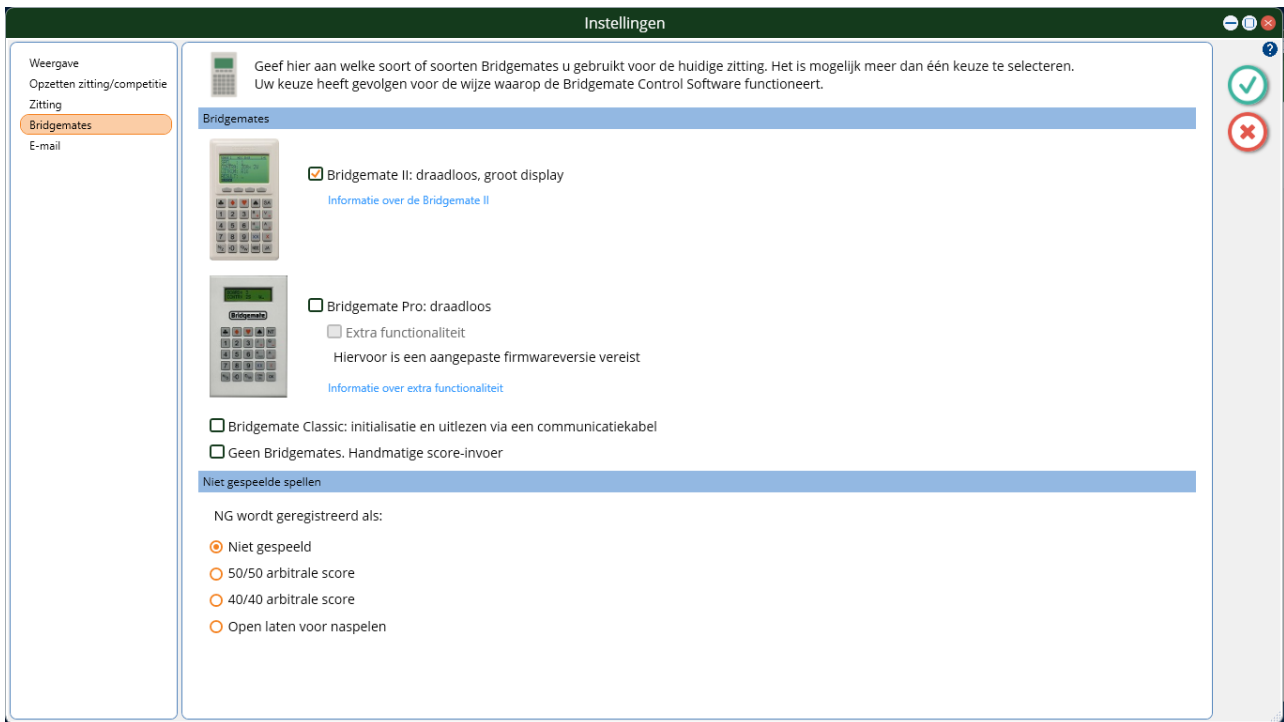 Instellingen
Weergave
Opzetten zitting/competitie
Zitting
Bridgemates
E-mail
Geef hier aan welke soort of soorten Bridgemates u gebruikt voor de huidige zitting. Het is mogelijk meer dan één keuze te selecteren.
Uw keuze heeft gevolgen voor de wijze waarop de Bridgemate Control Software functioneert.
Bridgemates
Bridgemate II: draadloos, groot display
Informatie over de Bridgemate II
Bridgemate
Bridgemate Pro: draadloos
Extra functionaliteit
Hiervoor is een aangepaste firmwareversie vereist
Informatie over extra functionaliteit
Bridgemate Classic: initialisatie en uitlezen via een communicatiekabel
Geen Bridgemates. Handmatige score-invoer
Niet gespeelde spellen
NG wordt geregistreerd als:
Niet gespeeld
50/50 arbitrale score
40/40 arbitrale score
Open laten voor naspelen